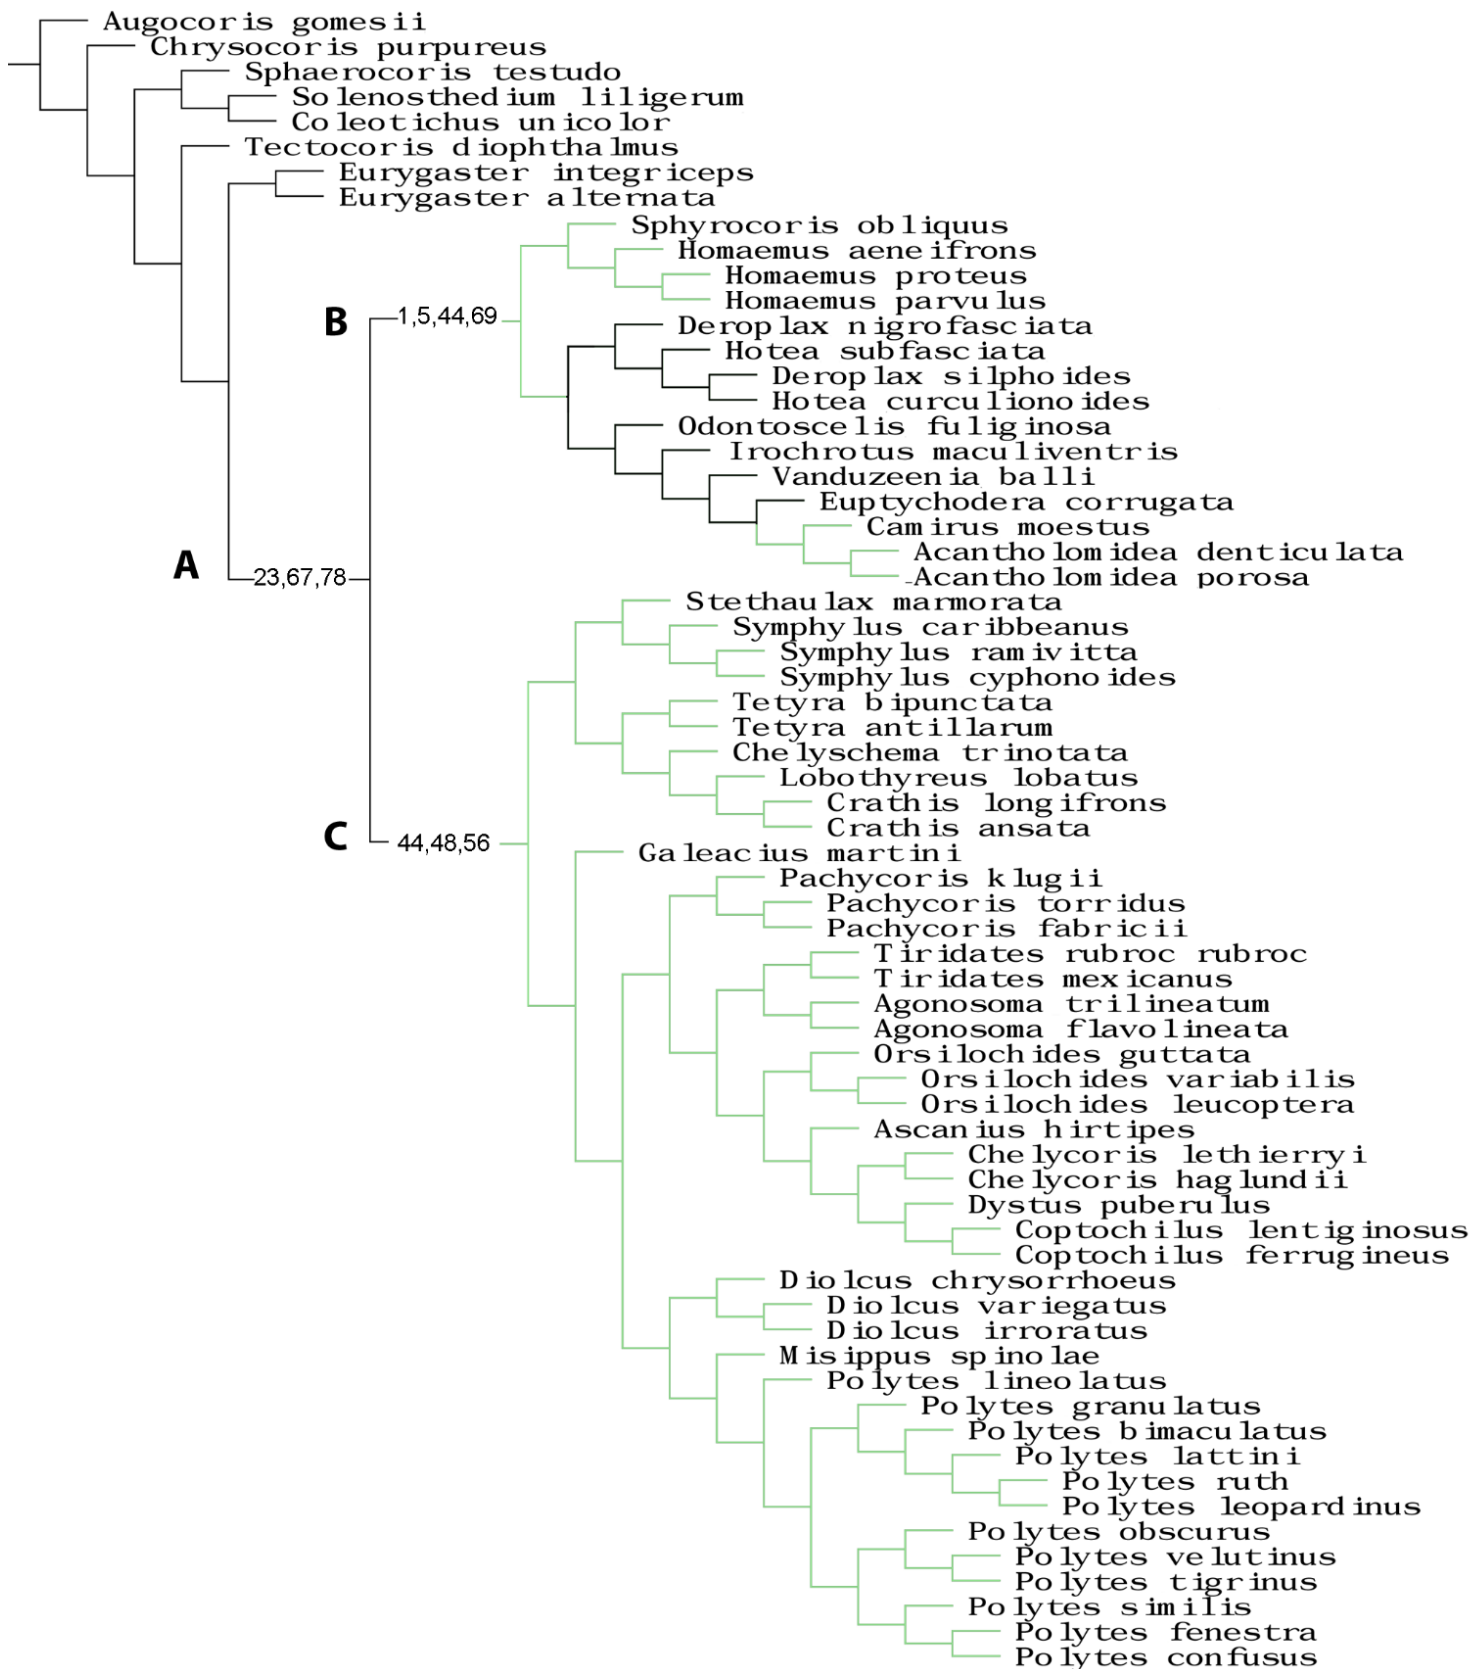 Augocoris gomesii
Chrysocoris purpureus
Sphaerocoris testudo
Solenosthedium liligerum
Coleotichus unicolor
Tectocoris diophthalmus
Eurygaster integriceps
Eurygaster alternata
Sphyrocoris obliquus
Homaemus aeneifrons
Homaemus proteus
Homaemus parvulus
B 1,5,44,69
Deroplax nigrofasciata
Hotea subfasciata
Deroplax silphoides
Hotea curculionoides
Odontoscelis fuliginosa
Irochrotus maculiventris
Vanduzeenia balli
Euptychodera corrugata
Camirus moestus
Acantholomidea denticulata
A 23,67,78
Acantholomidea porosa
Stethaulax marmorata
Symphylus caribbeanus
Symphylus ramivitta
Symphylus cyphonoides
Tetyra bipunctata
Tetyra antillarum
Chelyschema trinotata
Lobothyreus lobatus
Crathis longifrons
Crathis ansata
C 44,48,56
Galeacius martini
Pachycoris klugii
Pachycoris torridus
Pachycoris fabricii
Tiridates rubroc rubroc
Tiridates mexicanus
Agonosoma trilineatum
Agonosoma flavolineata
Orsilochides guttata
Orsilochides variabilis
Orsilochides leucoptera
Ascanius hirtipes
Chelycoris lethierryi
Chelycoris haglundii
Dystus puberulus
Coptochilus lentiginosus
Coptochilus ferrugineus
Diolcus chrysorrhoeus
Diolcus variegatus
Diolcus irroratus
Misippus spinolae
Polytes lineolatus
Polytes granulatus
Polytes bimaculatus
Polytes lattini
Polytes ruth
Polytes leopardinus
Polytes obscurus
Polytes velutinus
Polytes tigrinus
Polytes similis
Polytes fenestra
Polytes confusus